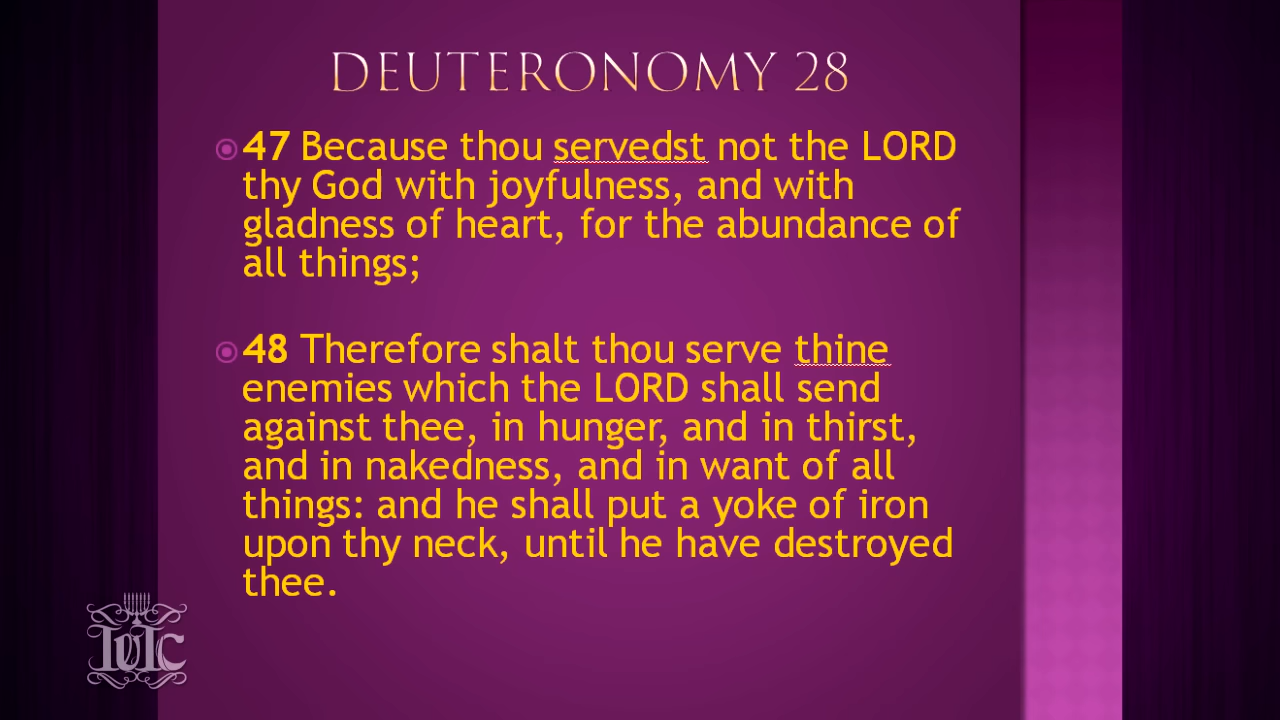 DEUTERONOMY 28
47 Because thou servedst not the LORD
thy God with joyfulness, and with
gladness of heart, for the abundance of
all things;
48 Therefore shalt thou serve thine
enemies which the LORD shall send
against thee, in hunger, and in thirst,
and in nakedness, and in want of all
things: and he shall put a yoke of iron
upon thy neck, until he have destroyed
thee.
IUIC